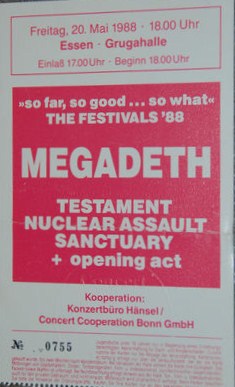 Freitag, 20. Mai 1988 · 18.00 Uhr
Essen · Grugahalle
Einlaß 17.00 Uhr · Beginn 18.00 Uhr
»so far, so good ... so what«
THE FESTIVALS '88
MEGADETH
TESTAMENT
NUCLEAR ASSAULT
SANCTUARY
+ opening act
Kooperation:
Konzertbüro Hänsel /
Concert Cooperation Bonn GmbH
№ 0755